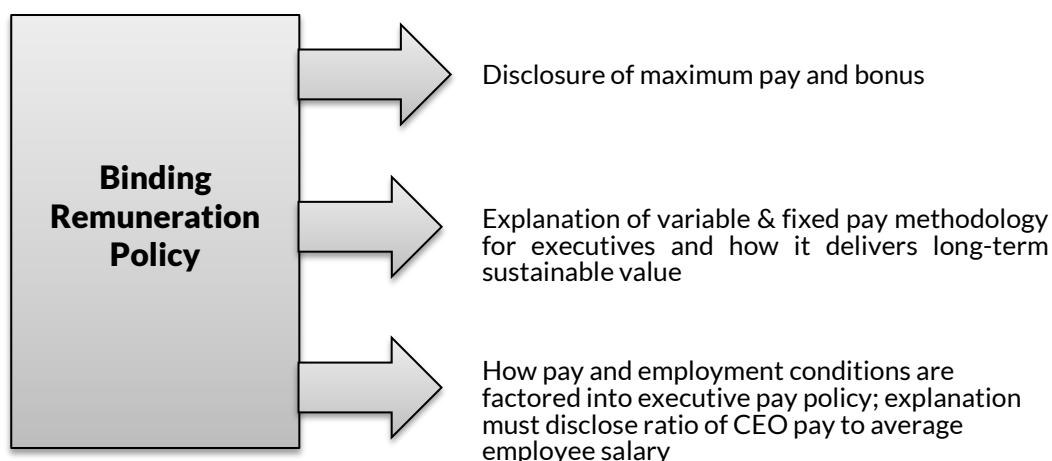 Binding
Remuneration
Policy
Disclosure of maximum pay and bonus
Explanation of variable & fixed pay methodology
for executives and how it delivers long-term
sustainable value
How pay and employment conditions are
factored into executive pay policy; explanation
must disclose ratio of CEO pay to average
employee salary